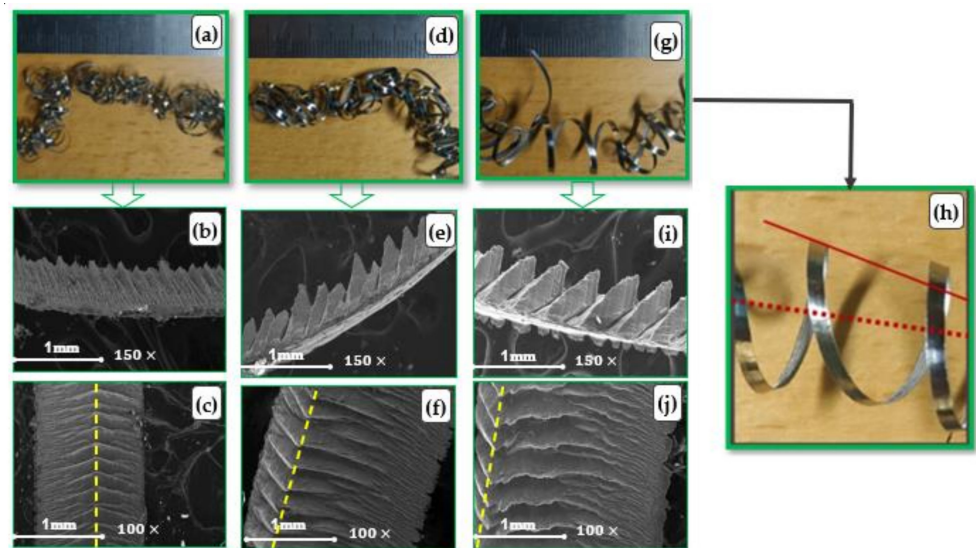 (a)
(d)
(g)
(h)
(b)
1mm
150 ×
(e)
1mm
150 ×
(i)
1mm
150 ×
(c)
1mm
100 ×
(f)
1mm
100 ×
(j)
1mm
100 ×